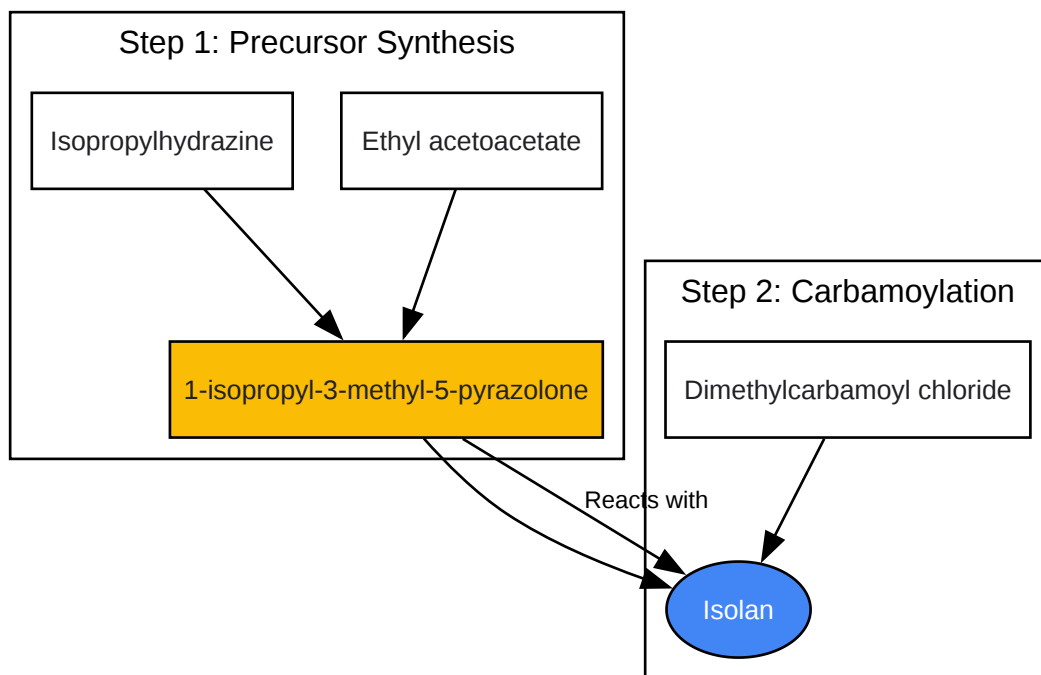 Step 1: Precursor Synthesis
Isopropylhydrazine
Ethyl acetoacetate
1-isopropyl-3-methyl-5-pyrazolone
Step 2: Carbamoylation
Dimethylcarbamoyl chloride
Reacts with
Isolan